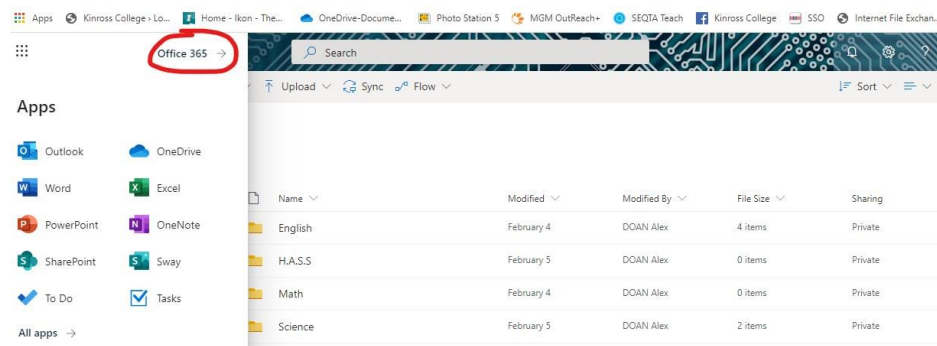 Apps Kinross College › Lo... Home - Ikon - The... OneDrive-Docume... Photo Station 5 MGM OutReach+ SEQTA Teach Kinross College SSO Internet File Exchan..
Office 365 →
Search
?
Upload Sync Flow Sort
Apps
Outlook OneDrive
Word Excel
PowerPoint OneNote
SharePoint Sway
To Do Tasks
All apps →
Name Modified Modified By File Size Sharing
English February 4 DOAN Alex 4 items Private
H.A.S.S February 5 DOAN Alex 0 items Private
Math February 4 DOAN Alex 0 items Private
Science February 5 DOAN Alex 2 items Private